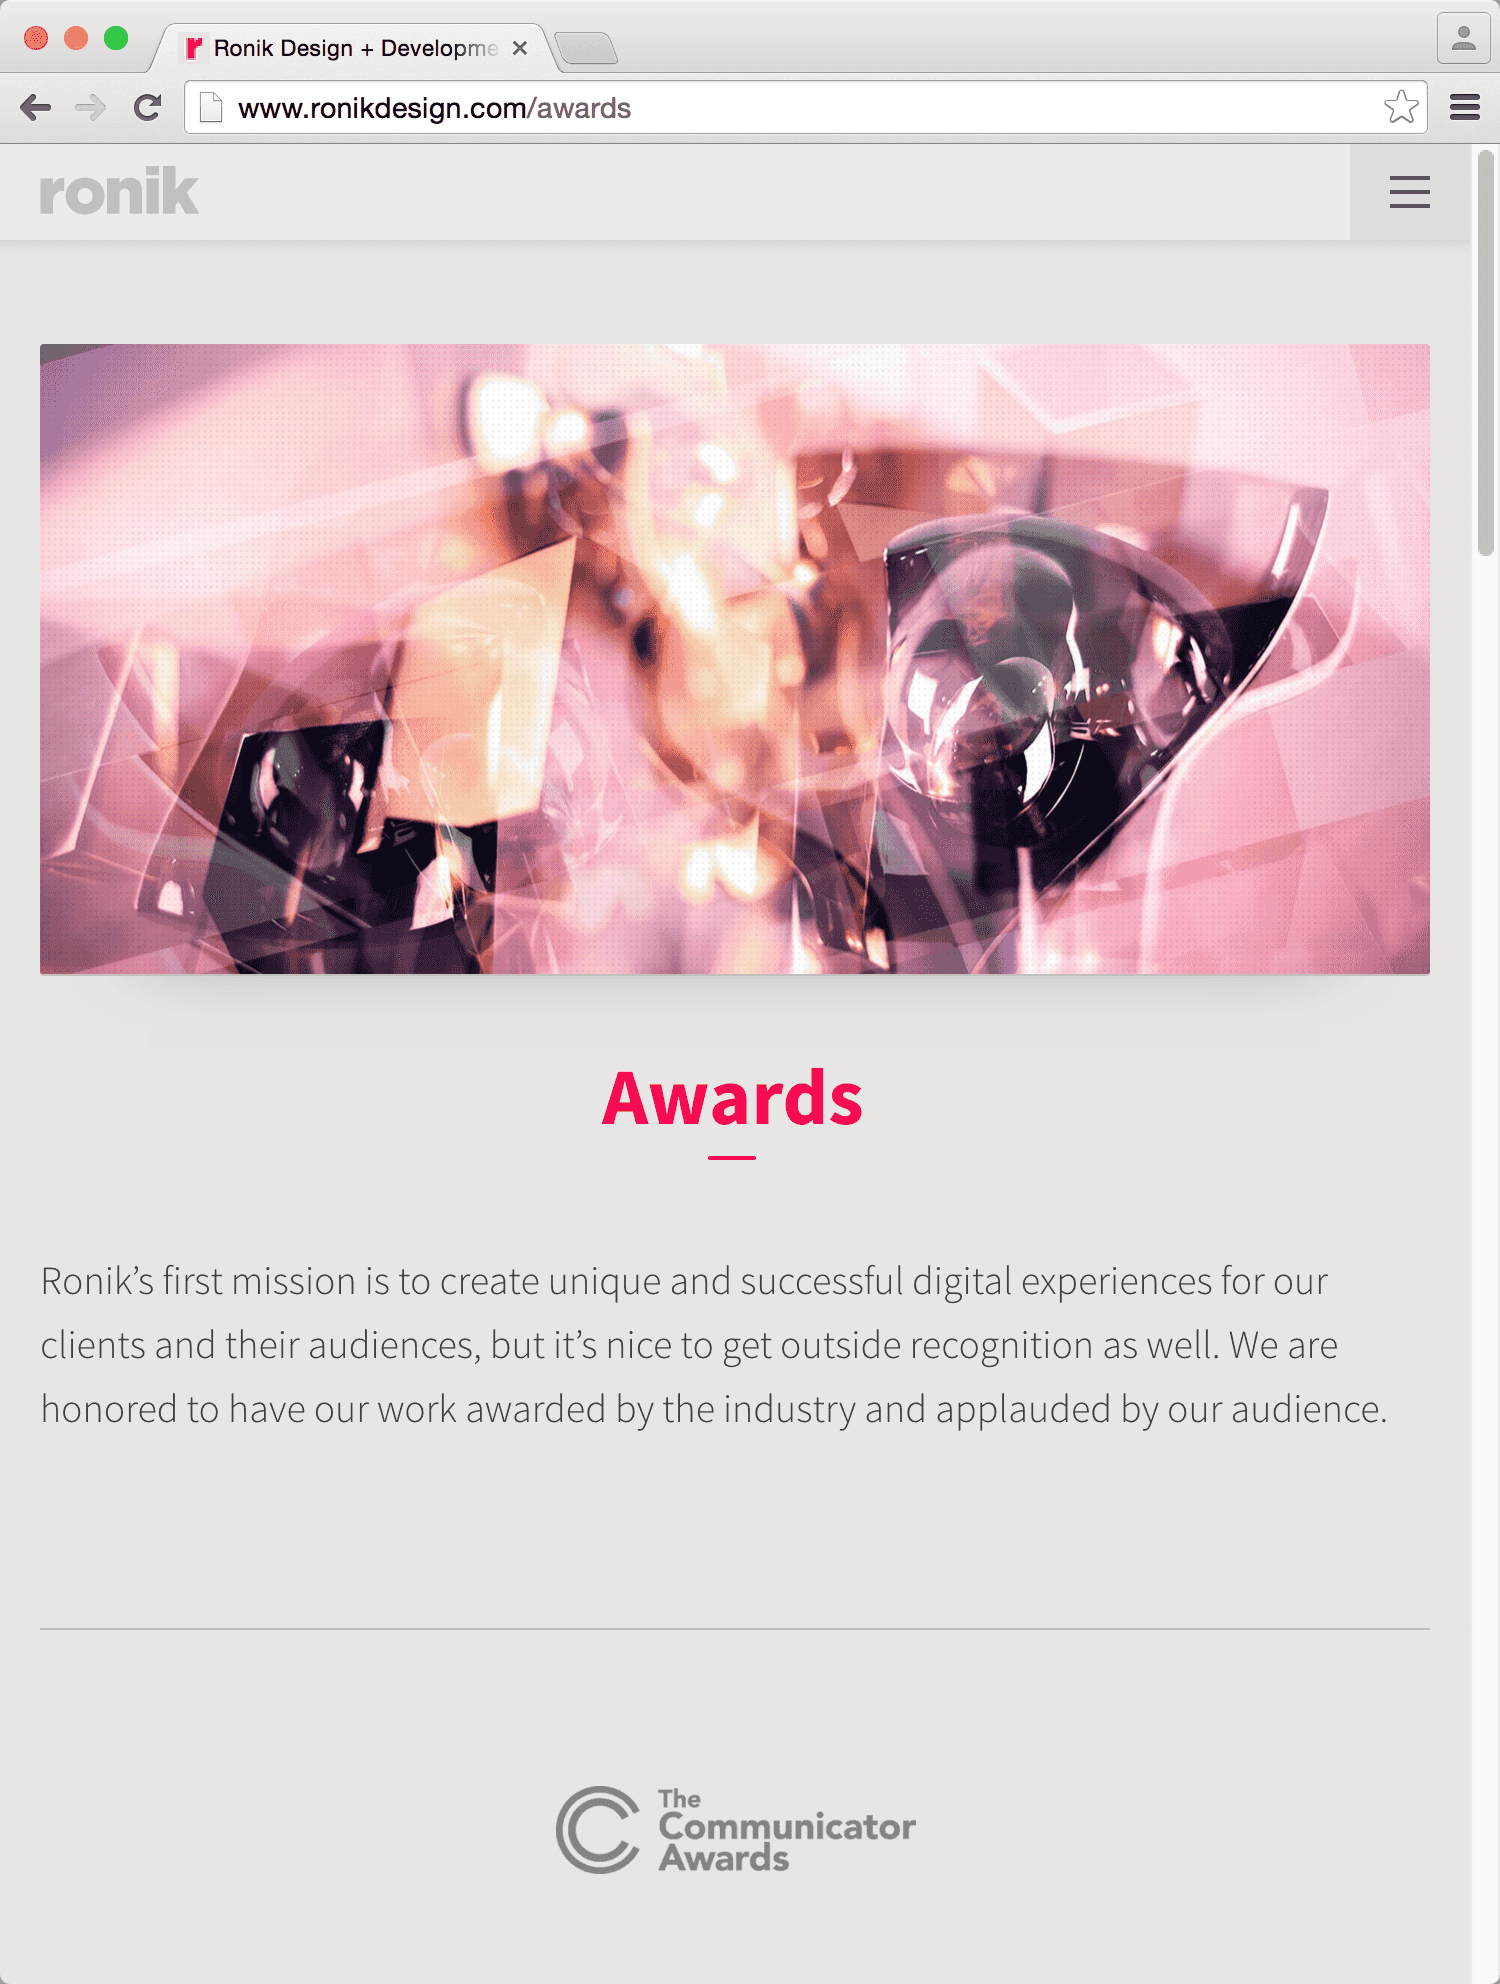 Ronik Design + Developme
www.ronikdesign.com/awards
ronik
Awards
Ronik’s first mission is to create unique and successful digital experiences for our
clients and their audiences, but it’s nice to get outside recognition as well. We are
honored to have our work awarded by the industry and applauded by our audience.
The
Communicator
Awards